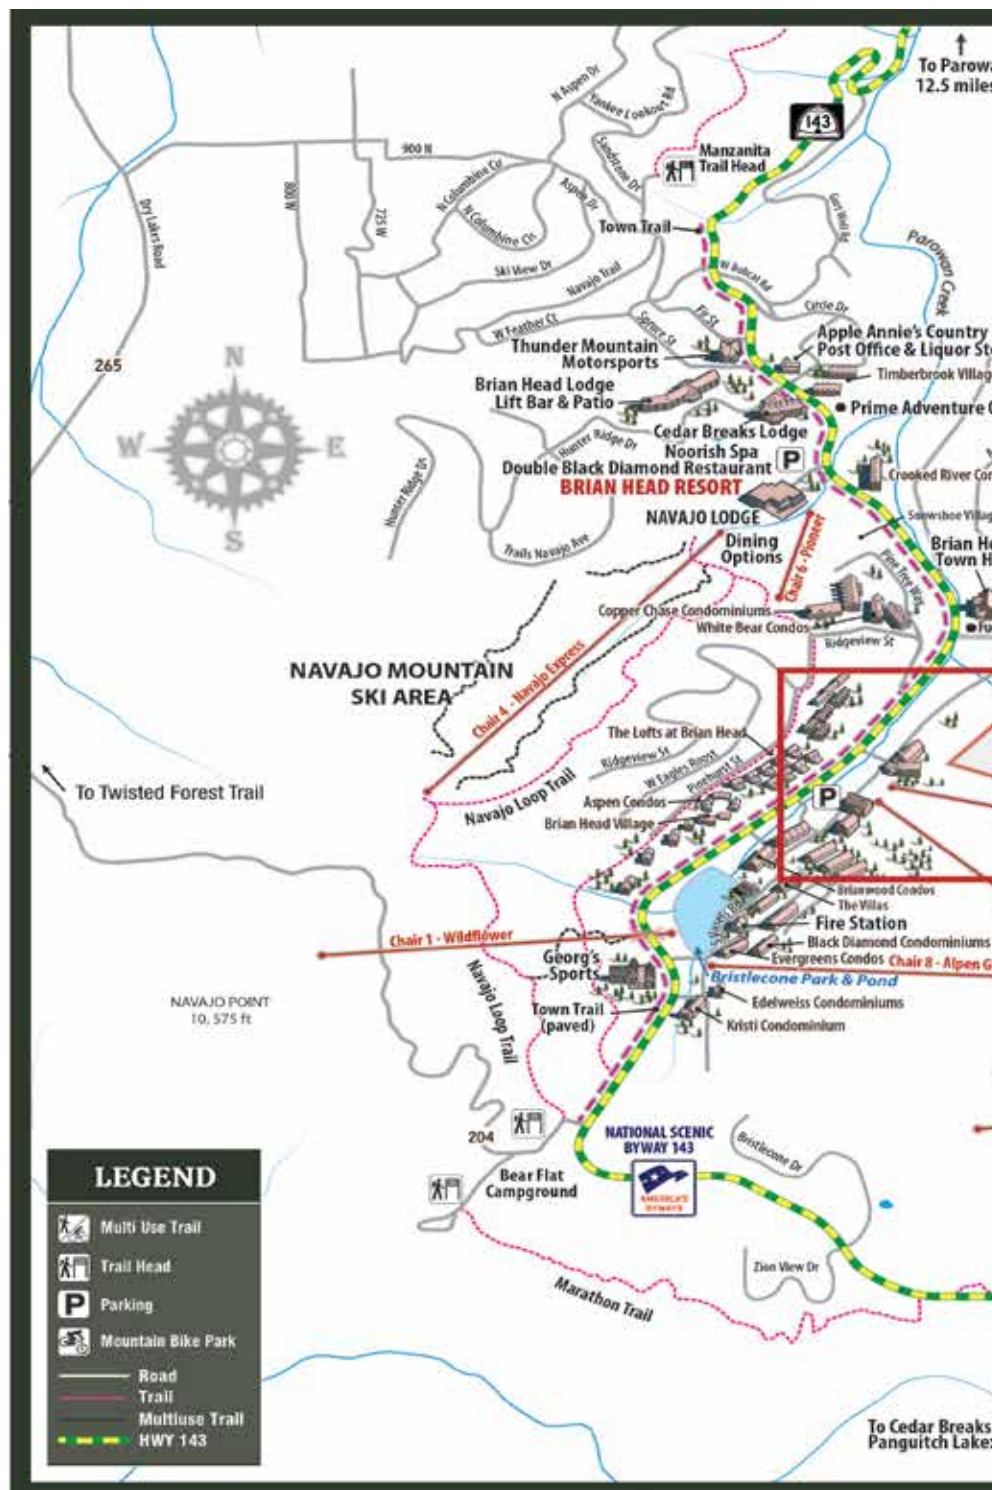 To Parowa
12.5 miles
143
N Aspen Dr
Yankee Lookout Rd
900 N
Sandstone Dr
Manzanita
Trail Head
N Columbine Cir
Aspen Dr
800 W
725 W
Dry Lakes Road
N Columbine Cir
Town Trail
Parowan Creek
Ski View Dr
Navajo Trail
W Bobcat Rd
Circle Dr
W Feather Ct
Spruce St
Fir St
Thunder Mountain
Motorsports
Apple Annie's Country
Post Office & Liquor Sto
265
Timberbrook Village
Brian Head Lodge
Lift Bar & Patio
Prime Adventure
N
W
E
S
Cedar Breaks Lodge
Noorish Spa
Double Black Diamond Restaurant
P
Hunter Ridge Dr
Hunter Ridge Dr
Crooked River Con
BRIAN HEAD RESORT
NAVAJO LODGE
Snowshoe Villag
Dining
Options
Trails Navajo Ave
Brian He
Town H
Chair 6 - Pioneer
Pine Tree Way
Copper Chase Condominiums
White Bear Condos
Fu
Ridgeview St
NAVAJO MOUNTAIN
SKI AREA
Chair 4 - Navajo Express
The Lofts at Brian Head
Ridgeview St
W Eagles Roost
Pinehurst St
To Twisted Forest Trail
Navajo Loop Trail
Aspen Condos
P
Brian Head Village
Brianwood Condos
The Villas
Fire Station
Chair 1 - Wildflower
Black Diamond Condominiums
Evergreens Condos
Chair 8 - Alpen G
Georg's
Sports
Bristlecone Park & Pond
NAVAJO POINT
10, 575 ft
Navajo Loop Trail
Town Trail
(paved)
Edelweiss Condominiums
Kristi Condominium
204
NATIONAL SCENIC
BYWAY 143
AMERICA'S
BYWAYS
Bristlecone Dr
Bear Flat
Campground
Zion View Dr
Marathon Trail
LEGEND
Multi Use Trail
Trail Head
P
Parking
Mountain Bike Park
Road
Trail
Multiuse Trail
HWY 143
To Cedar Breaks
Panguitch Lake